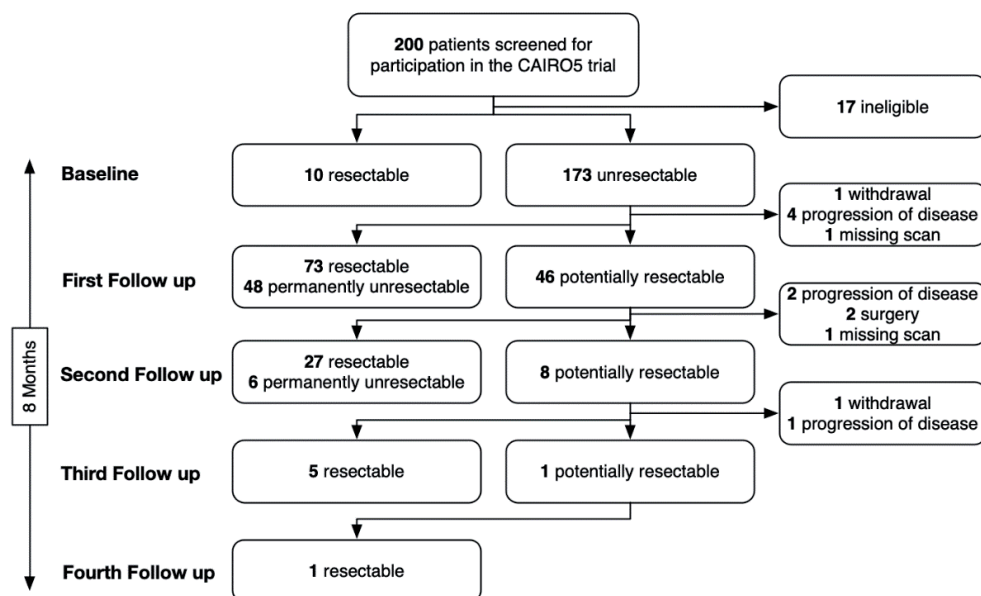 200 patients screened for
participation in the CAIRO5 trial
17 ineligible
Baseline
10 resectable
173 unresectable
1 withdrawal
4 progression of disease
1 missing scan
First Follow up
73 resectable
48 permanently unresectable
46 potentially resectable
2 progression of disease
2 surgery
1 missing scan
8 Months
Second Follow up
27 resectable
6 permanently unresectable
8 potentially resectable
1 withdrawal
1 progression of disease
Third Follow up
5 resectable
1 potentially resectable
Fourth Follow up
1 resectable